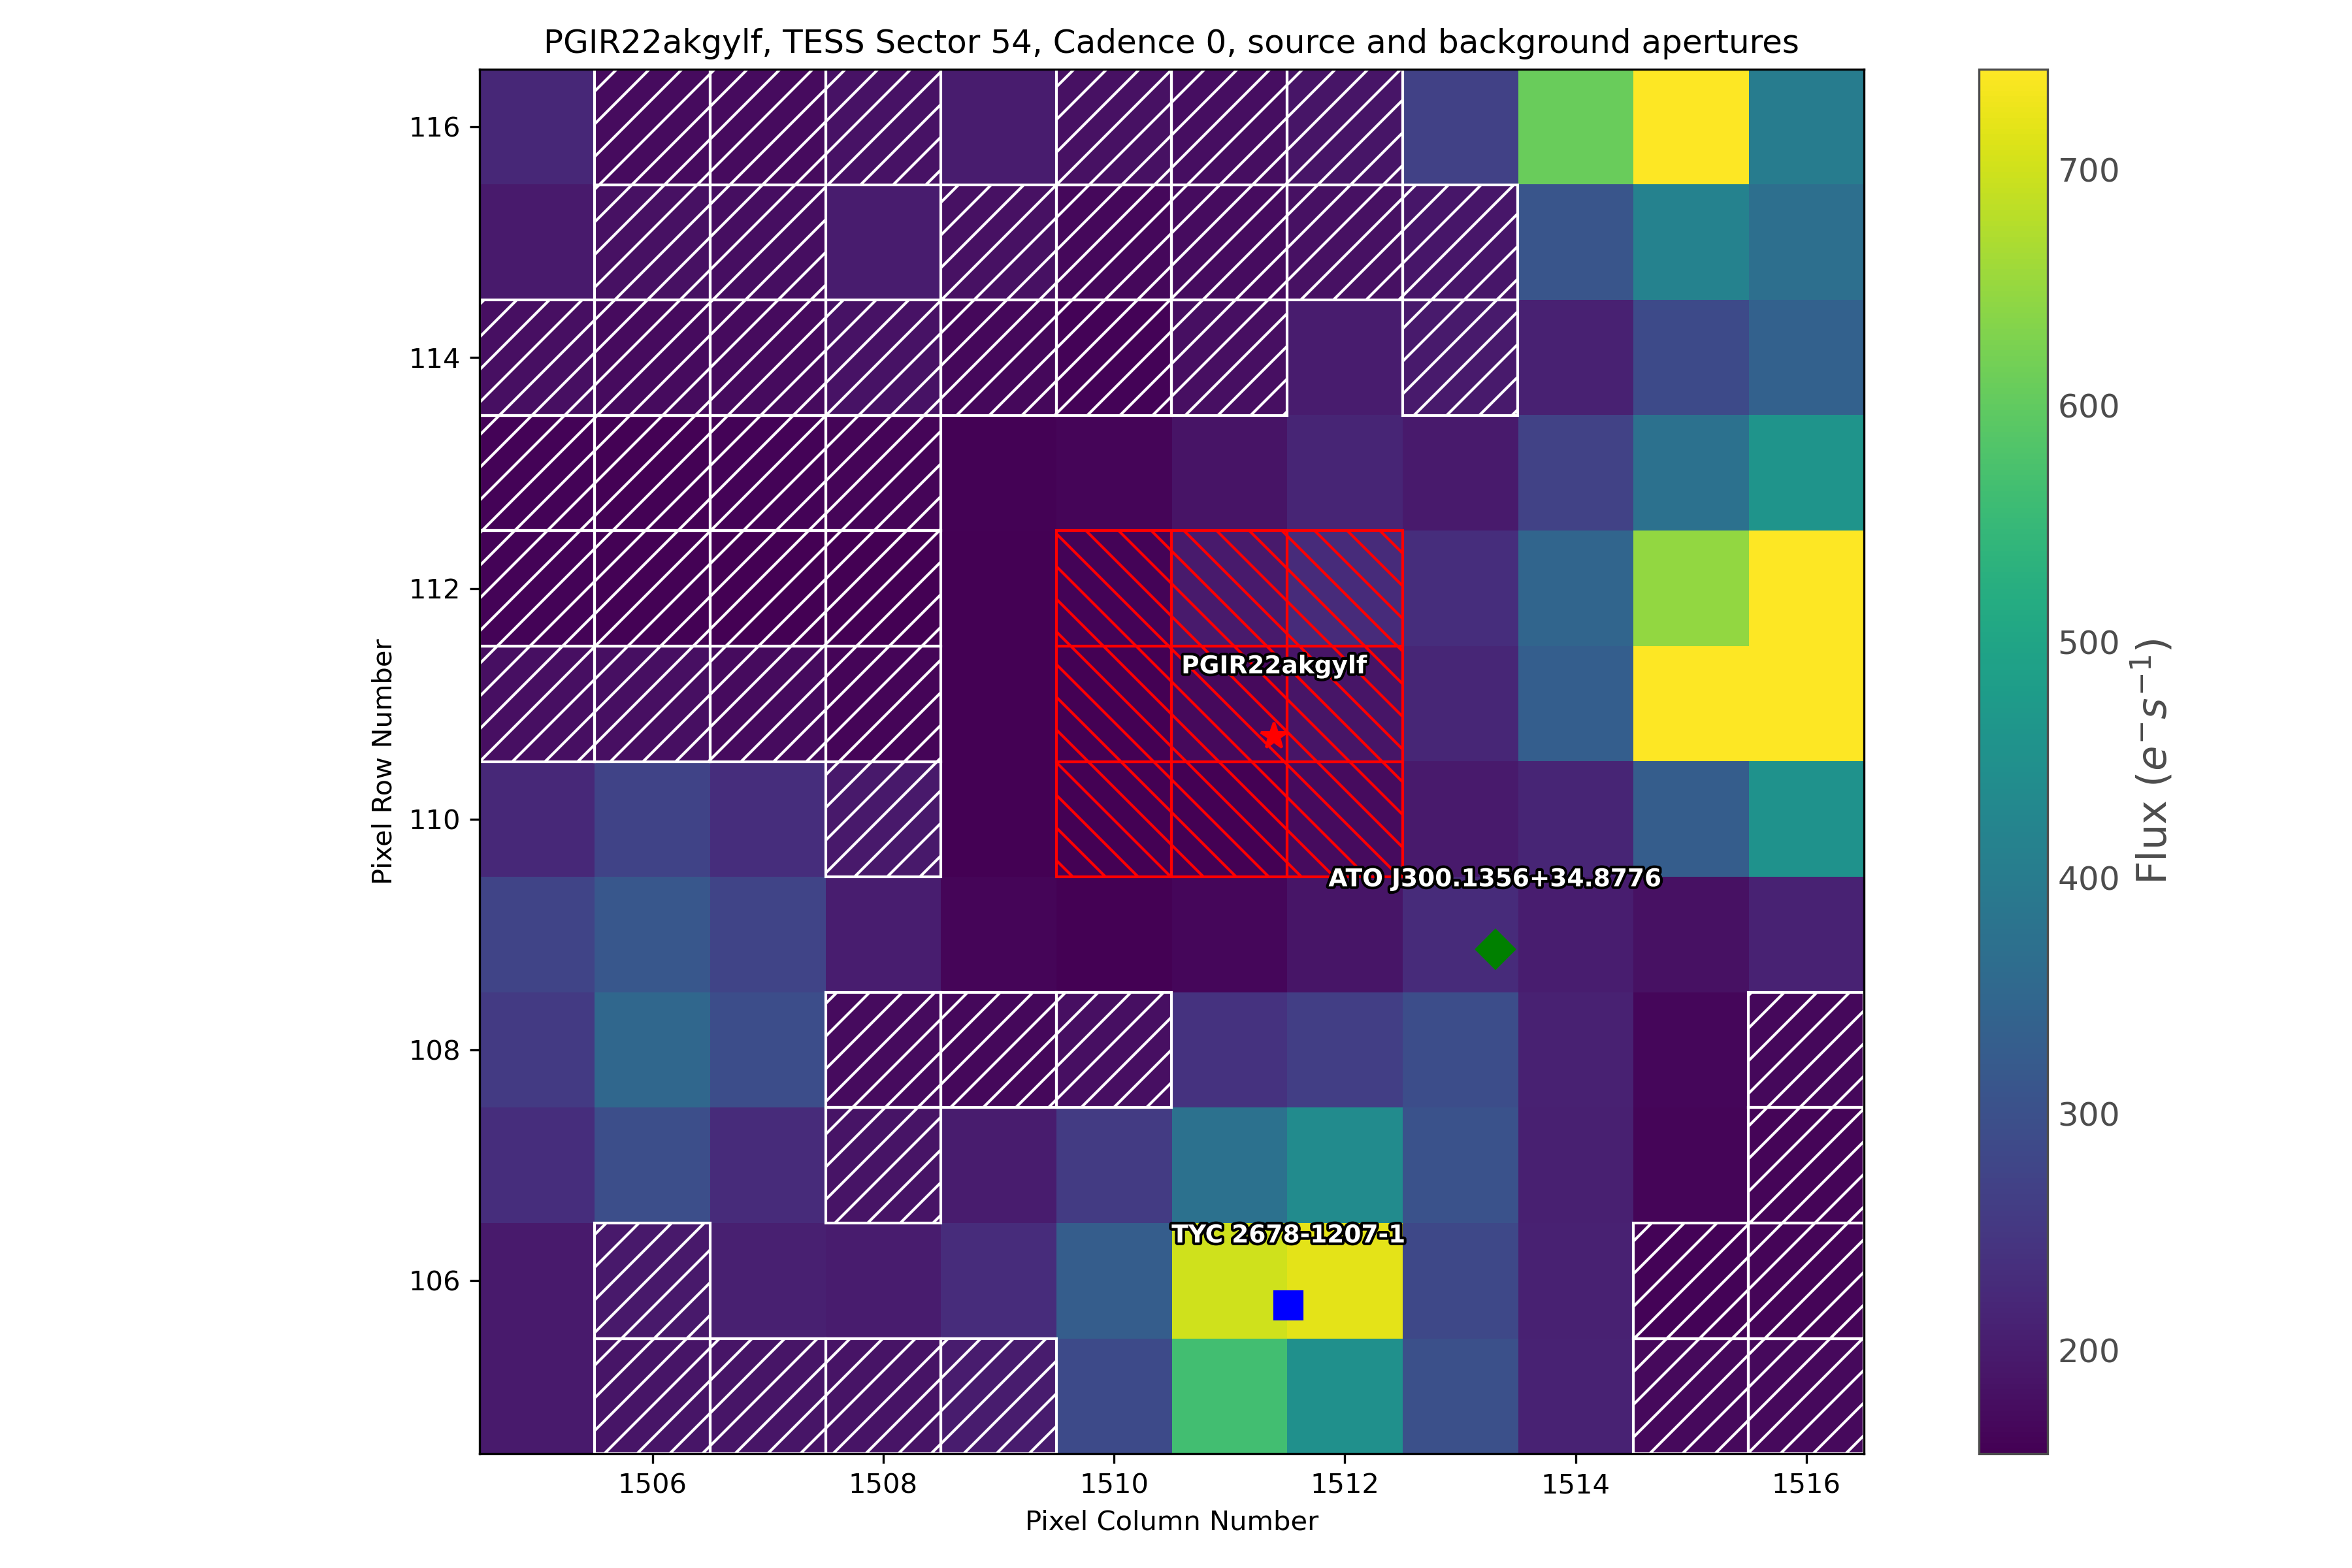 PGIR22akgylf, TESS Sector 54, Cadence 0, source and background apertures
116
114
112
110
108
106
Pixel Row Number
PGIR22akgylf
ATO J300.1356+34.8776
TYC 2678-1207-1
1506
1508
1510
1512
1514
1516
Pixel Column Number
700
600
500
400
300
200
Flux (e⁻s⁻¹)